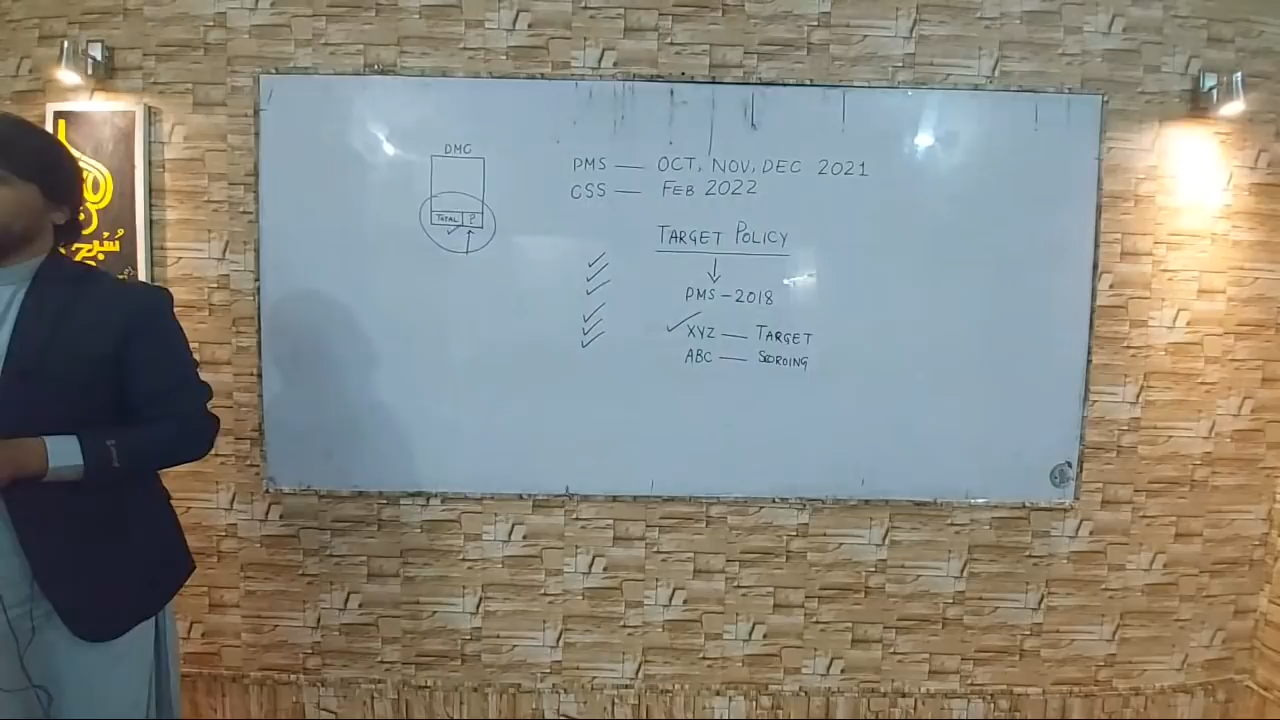 DMC
TOTAL ?
PMS — OCT, NOV, DEC 2021
CSS — FEB 2022
TARGET POLICY
PMS - 2018
XYZ — TARGET
ABC — SCORING